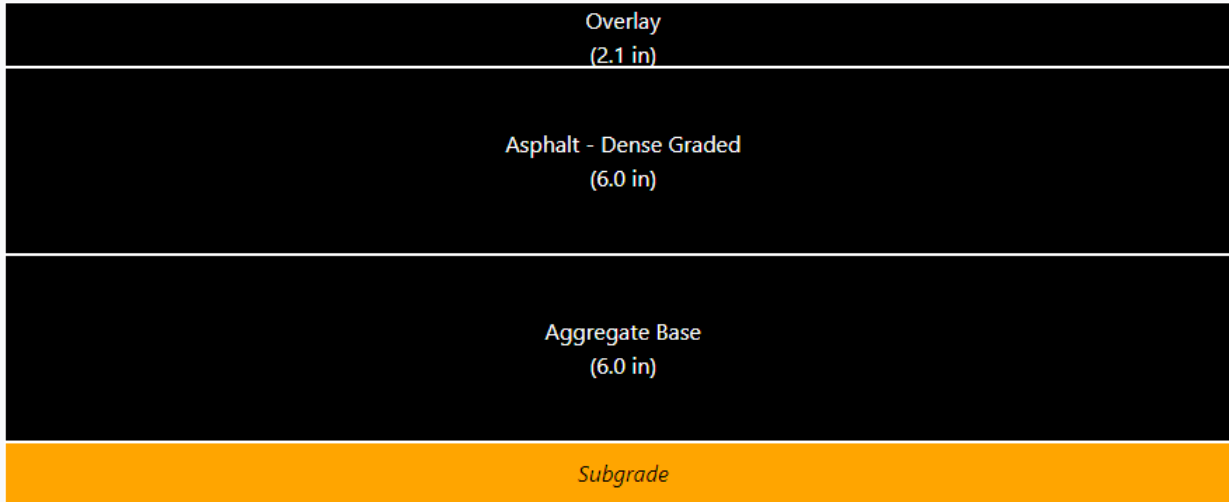 Overlay
(2.1 in)
Asphalt - Dense Graded
(6.0 in)
Aggregate Base
(6.0 in)
Subgrade